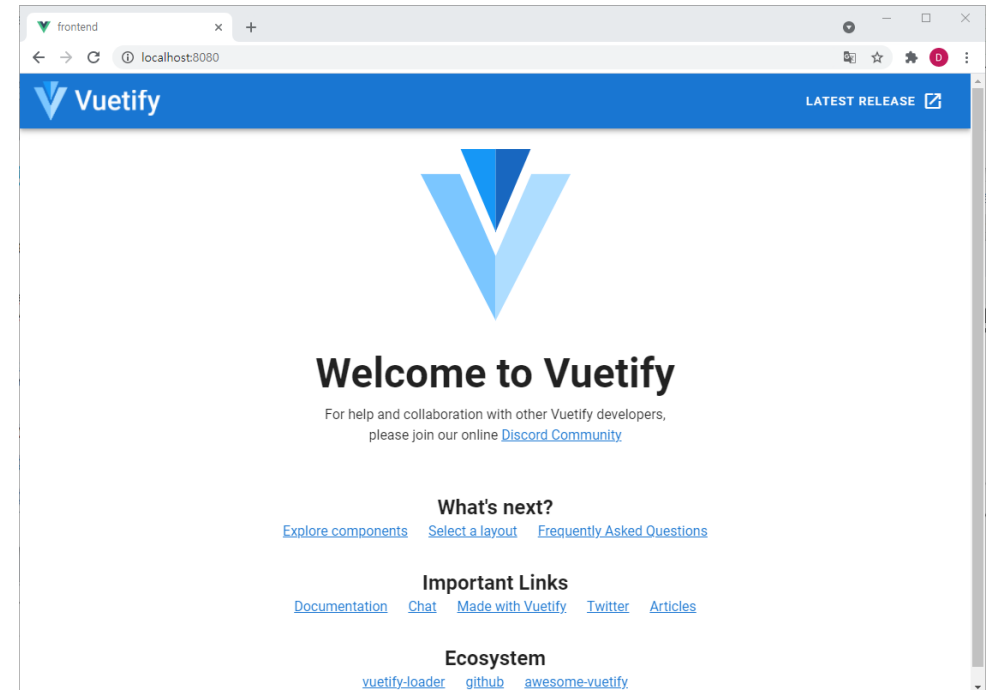 frontend
localhost:8080
D
Vuetify
LATEST RELEASE
Welcome to Vuetify
For help and collaboration with other Vuetify developers,
please join our online Discord Community
What's next?
Explore components Select a layout Frequently Asked Questions
Important Links
Documentation Chat Made with Vuetify Twitter Articles
Ecosystem
vuetify-loader github awesome-vuetify